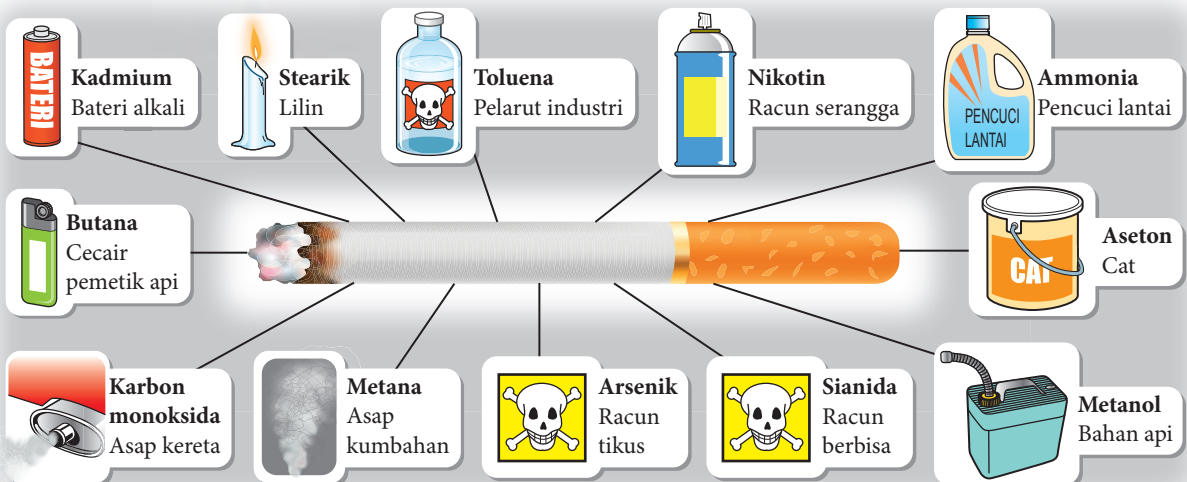 BATERI
Kadmium
Bateri alkali
Stearik
Lilin
Toluena
Pelarut industri
Nikotin
Racun serangga
PENCUCI
LANTAI
Ammonia
Pencuci lantai
Butana
Cecair
pemetik api
CAT
Aseton
Cat
Karbon
monoksida
Asap kereta
Metana
Asap
kumbahan
Arsenik
Racun
tikus
Sianida
Racun
berbisa
Metanol
Bahan api